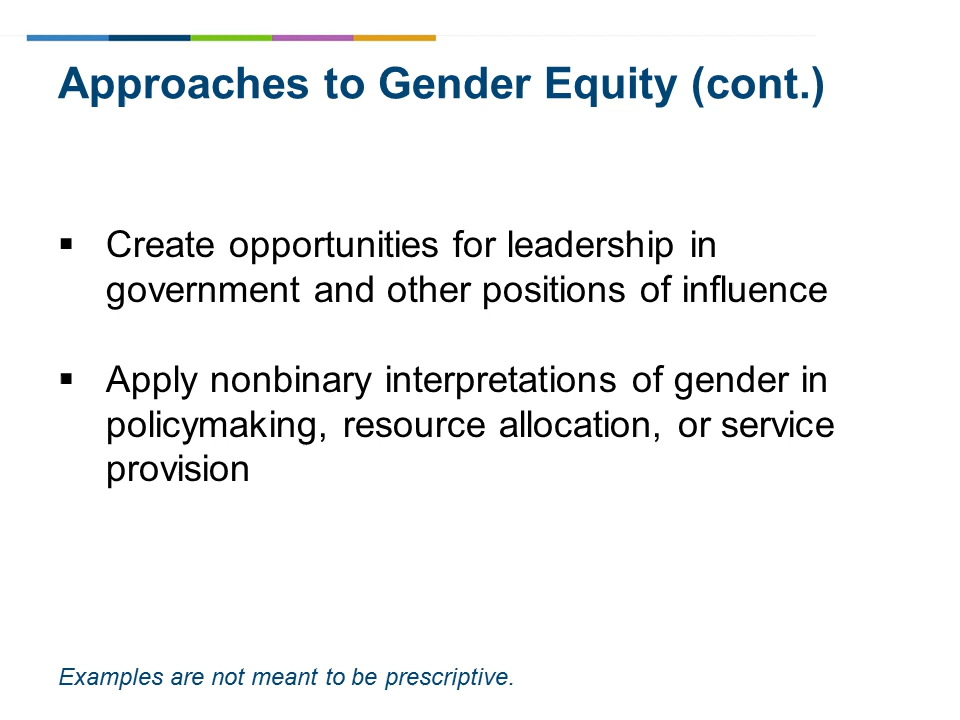 Approaches to Gender Equity (cont.)
▪ Create opportunities for leadership in
government and other positions of influence
▪ Apply nonbinary interpretations of gender in
policymaking, resource allocation, or service
provision
Examples are not meant to be prescriptive.